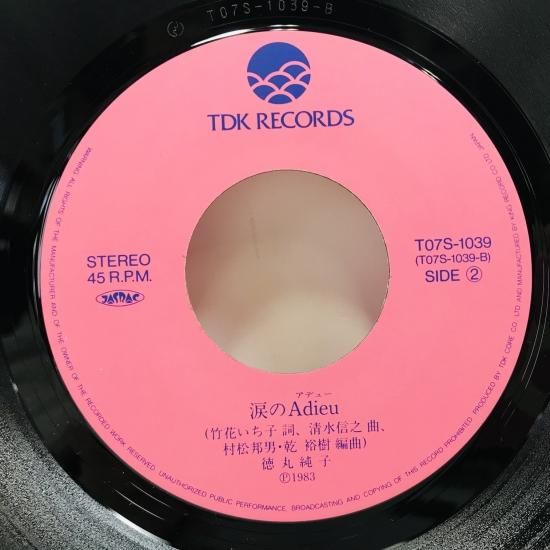 T07S-1039-B
TDK RECORDS
STEREO
45 R.P.M.
JASRAC
T07S-1039
(T07S-1039-B)
SIDE ②
アデュー
涙のAdieu
(竹花いち子 詞、清水信之 曲、
村松邦男・乾 裕樹 編曲)
徳丸純子
Ⓟ1983
WARNING: ALL RIGHTS OF THE MANUFACTURER AND OF THE OWNER OF THE RECORDED WORK RESERVED. UNAUTHORIZED PUBLIC PERFORMANCE, BROADCASTING AND COPYING OF THIS RECORD PROHIBITED. PRODUCED BY TDK CORE CO., LTD. AND MANUFACTURED BY KING RECORD CO., LTD. JAPAN